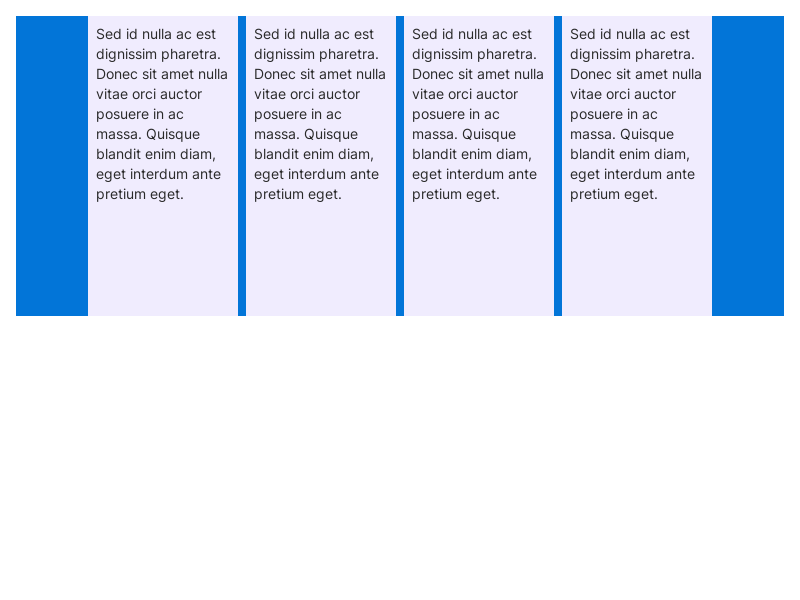 Sed id nulla ac est
dignissim pharetra.
Donec sit amet nulla
vitae orci auctor
posuere in ac
massa. Quisque
blandit enim diam,
eget interdum ante
pretium eget.
Sed id nulla ac est
dignissim pharetra.
Donec sit amet nulla
vitae orci auctor
posuere in ac
massa. Quisque
blandit enim diam,
eget interdum ante
pretium eget.
Sed id nulla ac est
dignissim pharetra.
Donec sit amet nulla
vitae orci auctor
posuere in ac
massa. Quisque
blandit enim diam,
eget interdum ante
pretium eget.
Sed id nulla ac est
dignissim pharetra.
Donec sit amet nulla
vitae orci auctor
posuere in ac
massa. Quisque
blandit enim diam,
eget interdum ante
pretium eget.